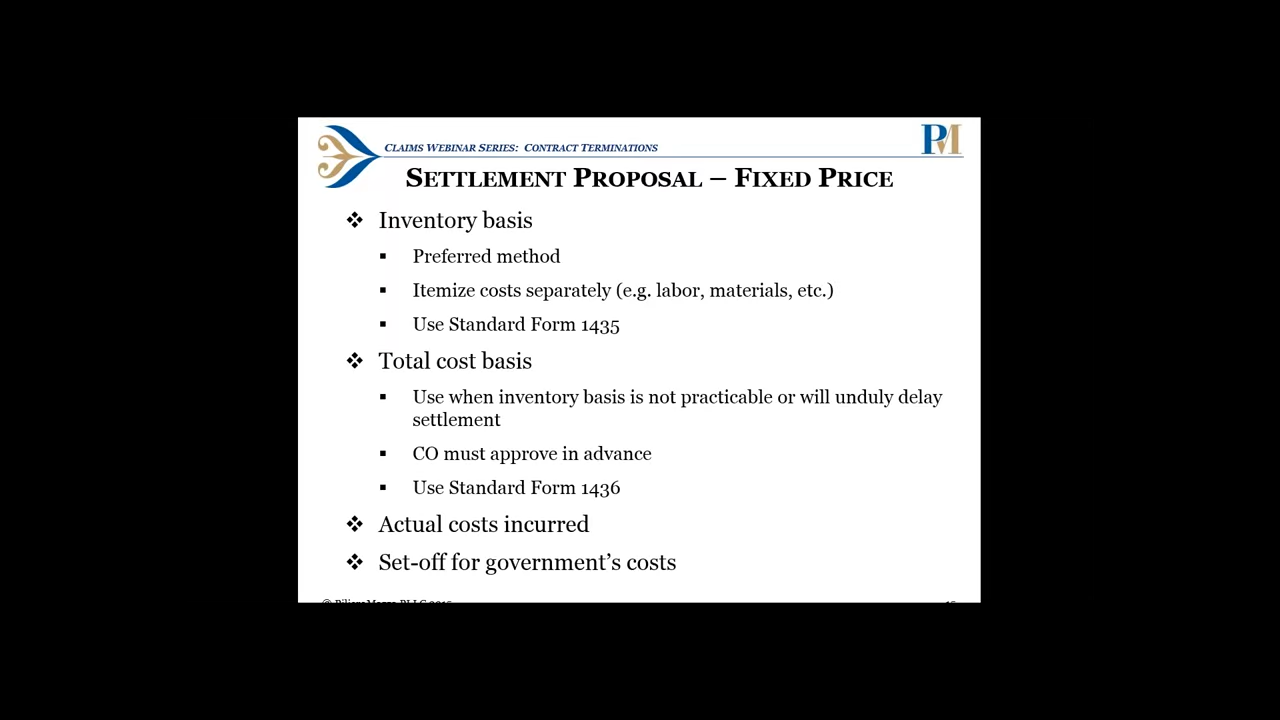 PM
CLAIMS WEBINAR SERIES: CONTRACT TERMINATIONS
SETTLEMENT PROPOSAL – FIXED PRICE
❖ Inventory basis
▪ Preferred method
▪ Itemize costs separately (e.g. labor, materials, etc.)
▪ Use Standard Form 1435
❖ Total cost basis
▪ Use when inventory basis is not practicable or will unduly delay
settlement
▪ CO must approve in advance
▪ Use Standard Form 1436
❖ Actual costs incurred
❖ Set-off for government's costs